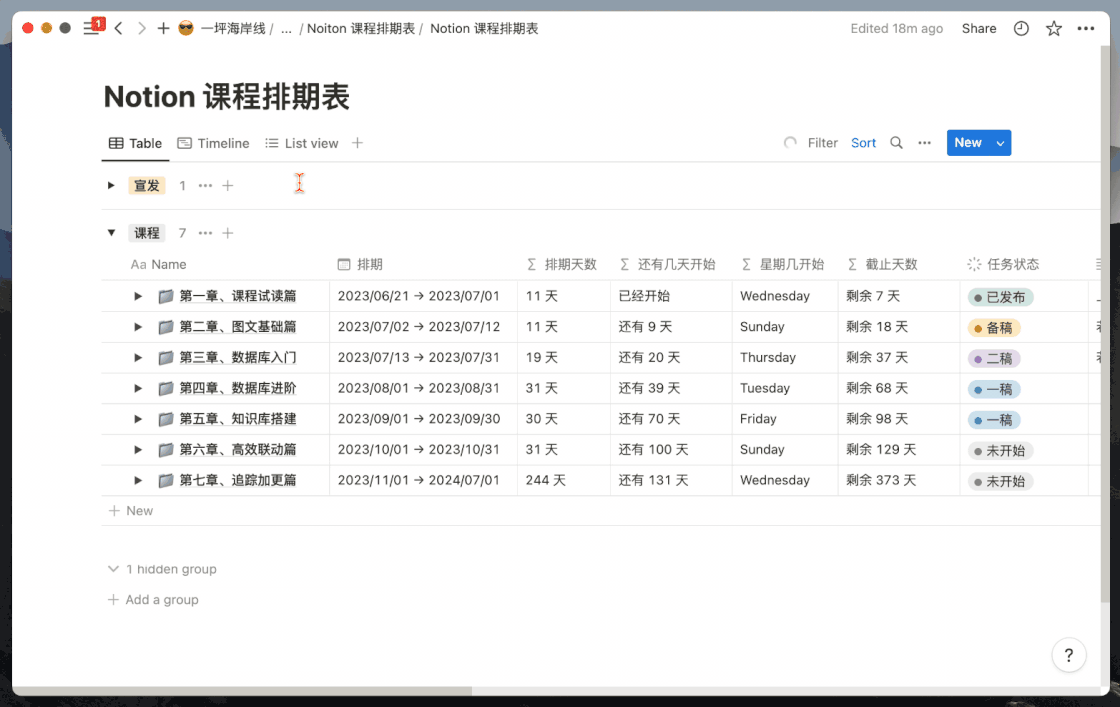 1
一坪海岸线 / ... / Noiton 课程排期表 / Notion 课程排期表 Edited 18m ago Share
Notion 课程排期表
Table Timeline List view Filter Sort New
宣发 1
课程 7
Aa Name 排期 Σ 排期天数 Σ 还有几天开始 Σ 星期几开始 Σ 截止天数 任务状态
第一章、课程试读篇 2023/06/21 → 2023/07/01 11 天 已经开始 Wednesday 剩余 7 天 已发布
第二章、图文基础篇 2023/07/02 → 2023/07/12 11 天 还有 9 天 Sunday 剩余 18 天 备稿
第三章、数据库入门 2023/07/13 → 2023/07/31 19 天 还有 20 天 Thursday 剩余 37 天 二稿
第四章、数据库进阶 2023/08/01 → 2023/08/31 31 天 还有 39 天 Tuesday 剩余 68 天 一稿
第五章、知识库搭建 2023/09/01 → 2023/09/30 30 天 还有 70 天 Friday 剩余 98 天 一稿
第六章、高效联动篇 2023/10/01 → 2023/10/31 31 天 还有 100 天 Sunday 剩余 129 天 未开始
第七章、追踪加更篇 2023/11/01 → 2024/07/01 244 天 还有 131 天 Wednesday 剩余 373 天 未开始
New
1 hidden group
Add a group
?